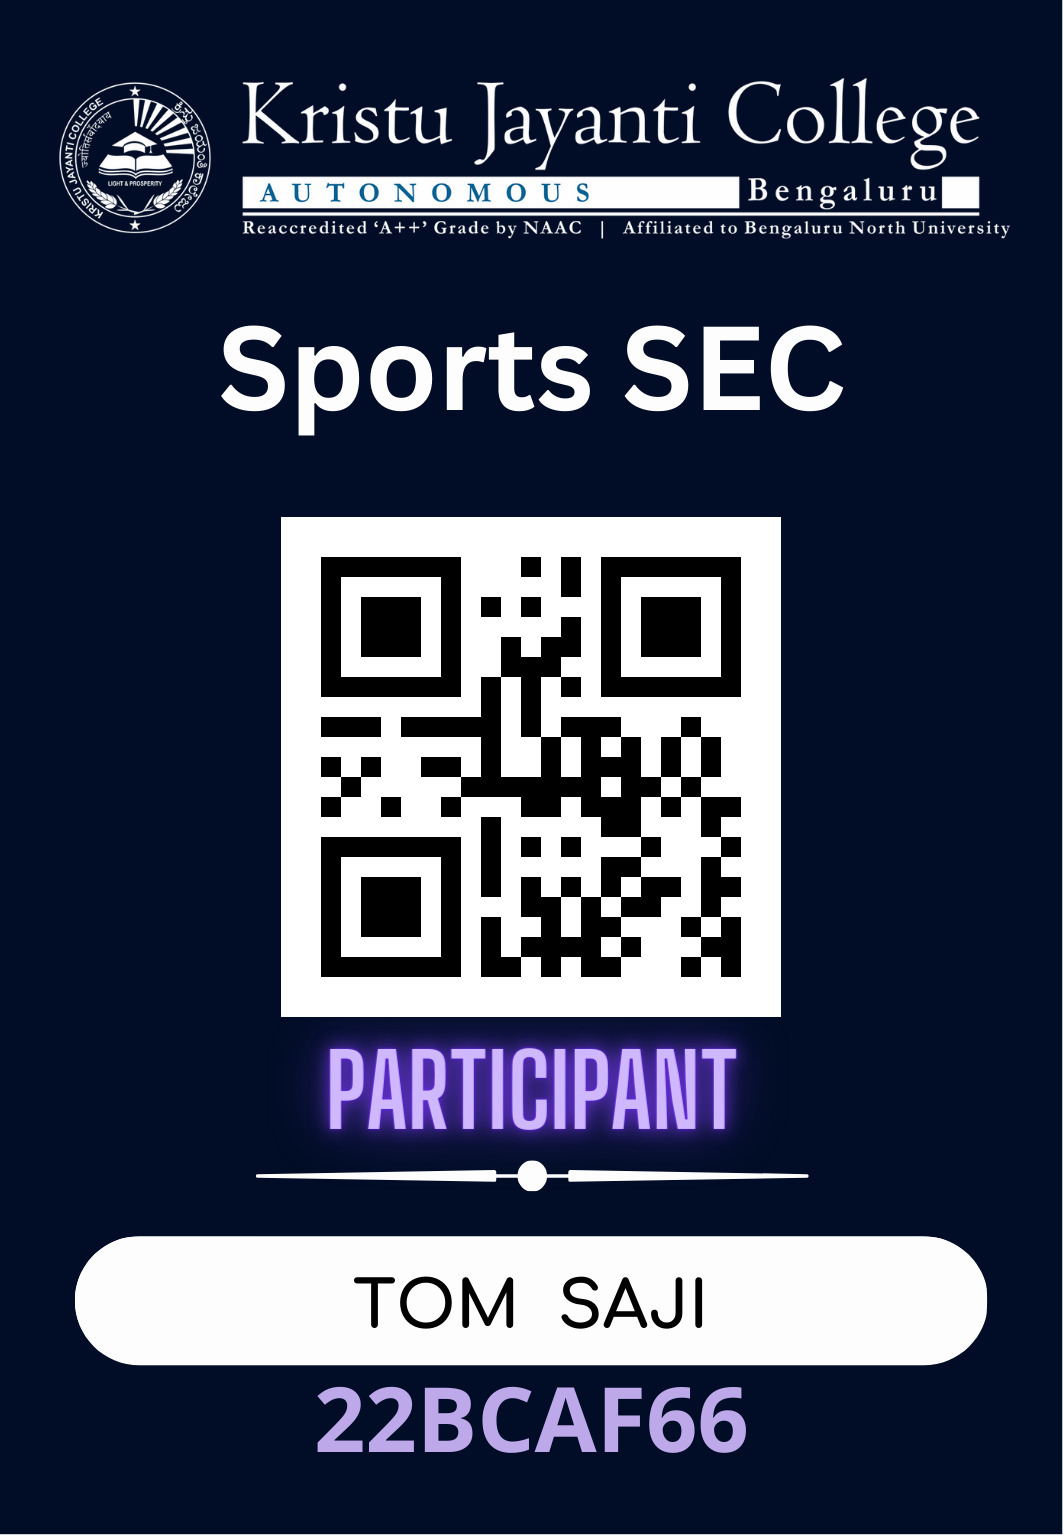 Kristu Jayanti College
AUTONOMOUS Bengaluru
Reaccredited ‘A++’ Grade by NAAC | Affiliated to Bengaluru North University
KRISTU JAYANTI COLLEGE
ಕ್ರಿಸ್ತು ಜಯಂತಿ ಕಾಲೇಜು
LIGHT & PROSPERITY
Sports SEC
PARTICIPANT
TOM SAJI
22BCAF66